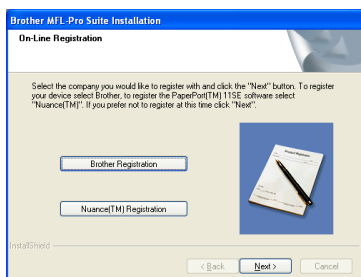 Brother MFL-Pro Suite Installation
On-Line Registration
Select the company you would like to register with and click the "Next" button. To register
your device select Brother, to register the PaperPort(TM) 11SE software select
"Nuance(TM)". If you prefer not to register at this time click "Next".
Brother Registration
Nuance(TM) Registration
Product Registration
InstallShield
< Back
Next >
Cancel